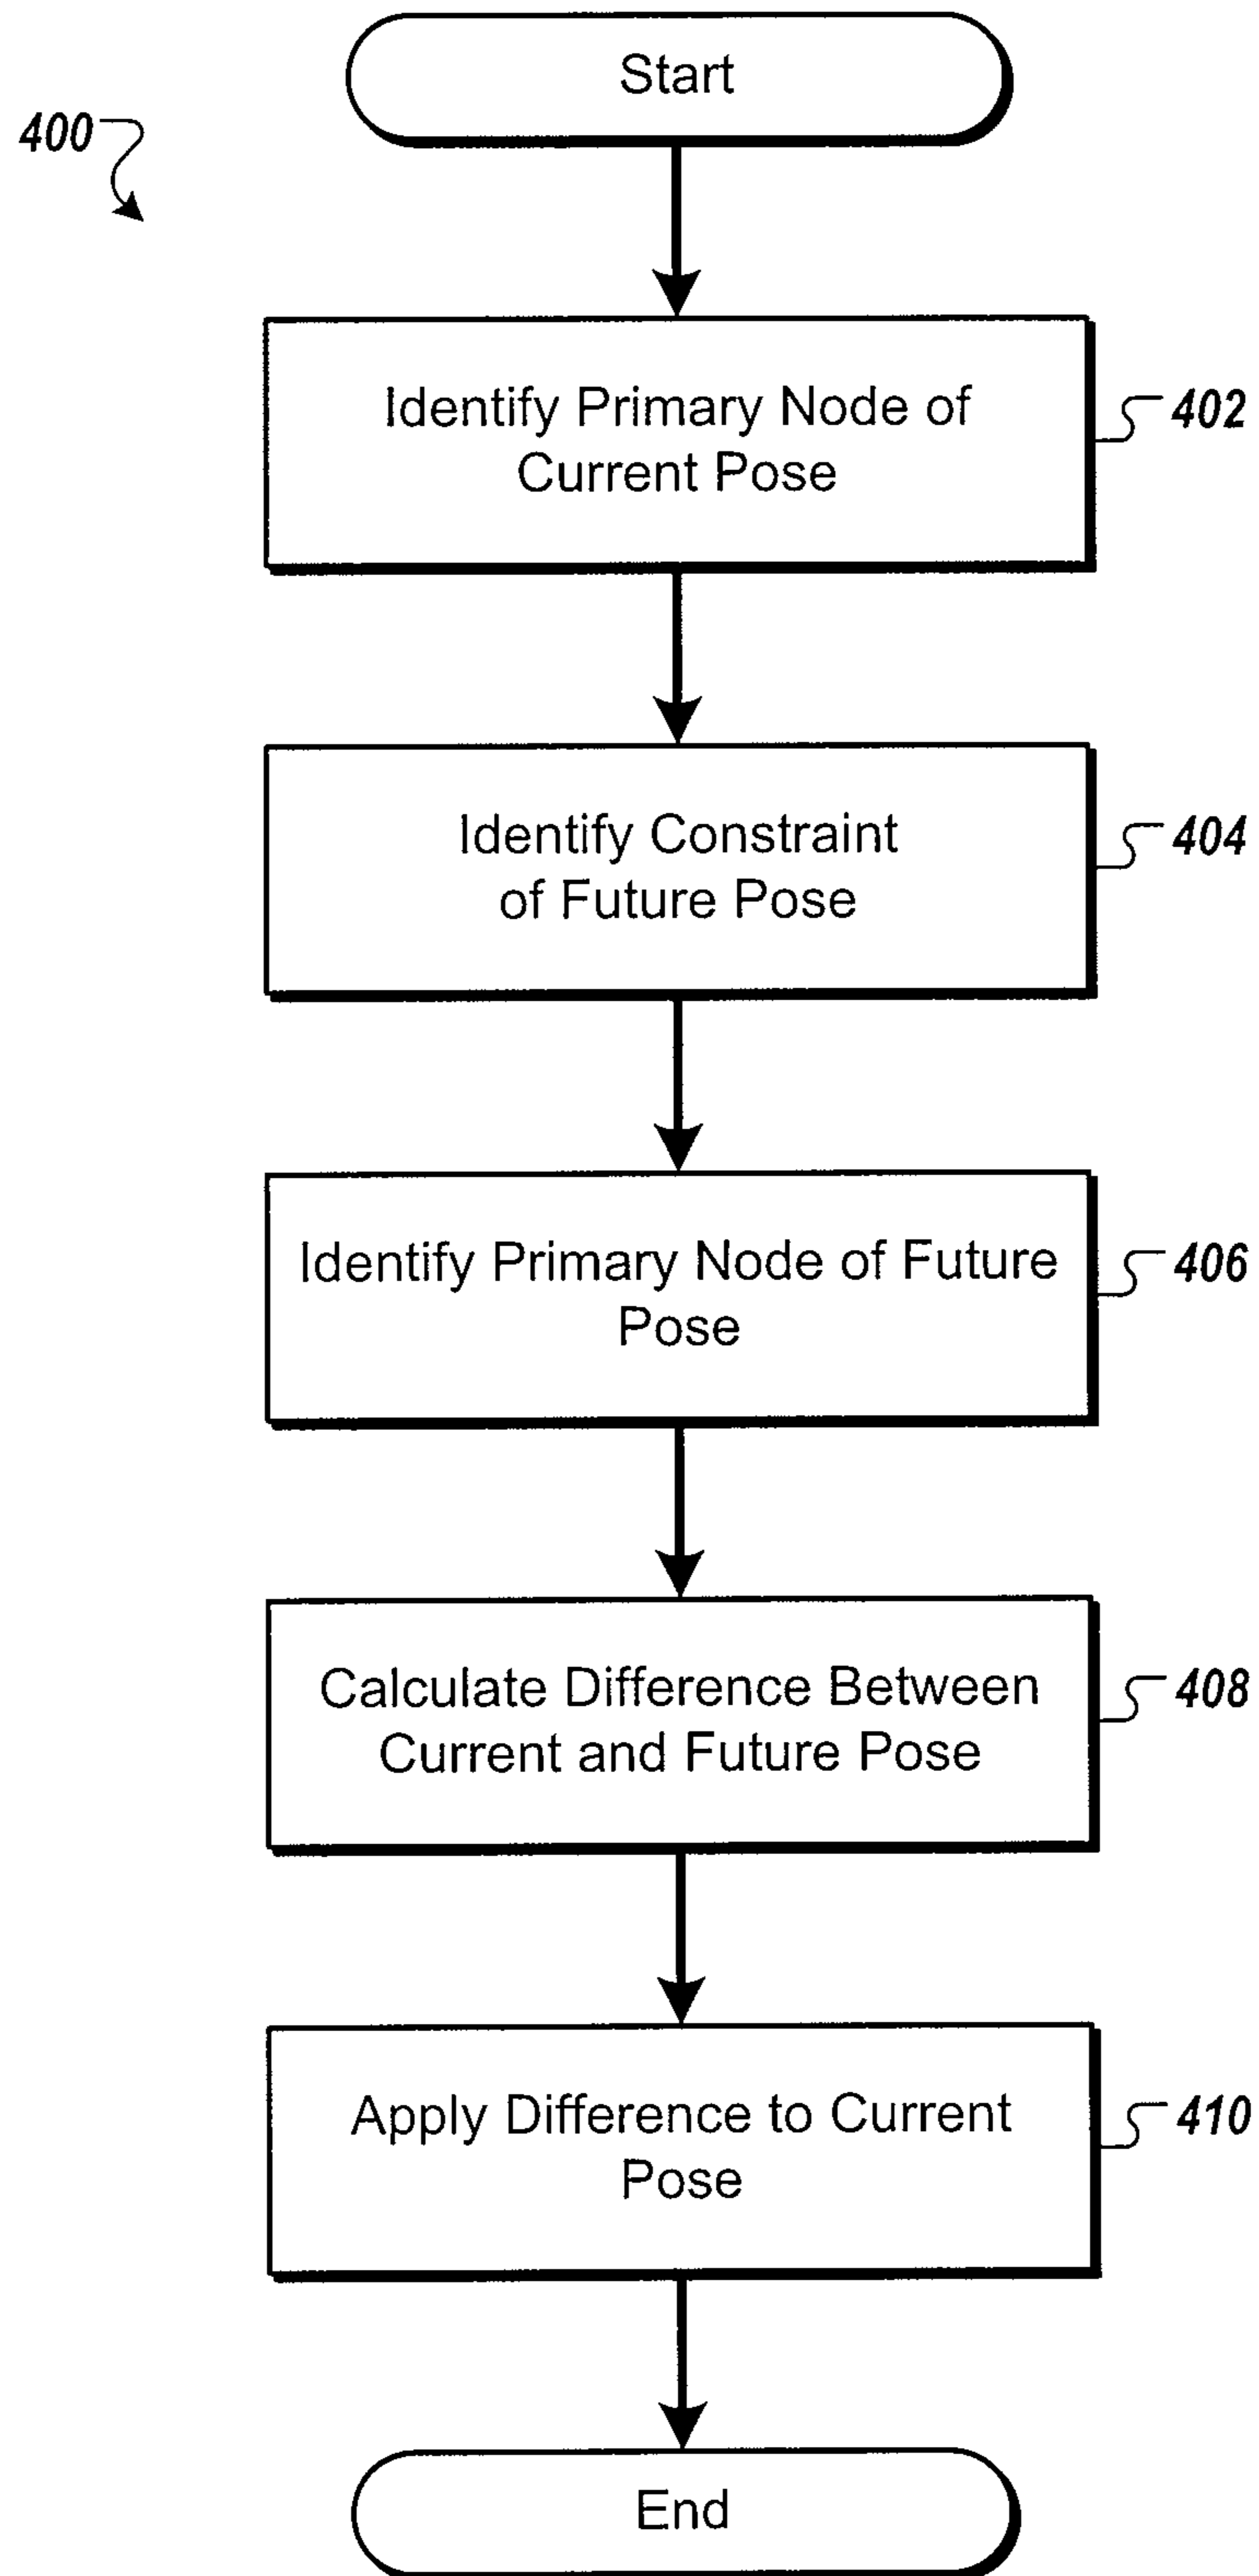 Start
400
Identify Primary Node of
Current Pose
402
Identify Constraint
of Future Pose
404
Identify Primary Node of Future
Pose
406
Calculate Difference Between
Current and Future Pose
408
Apply Difference to Current
Pose
410
End